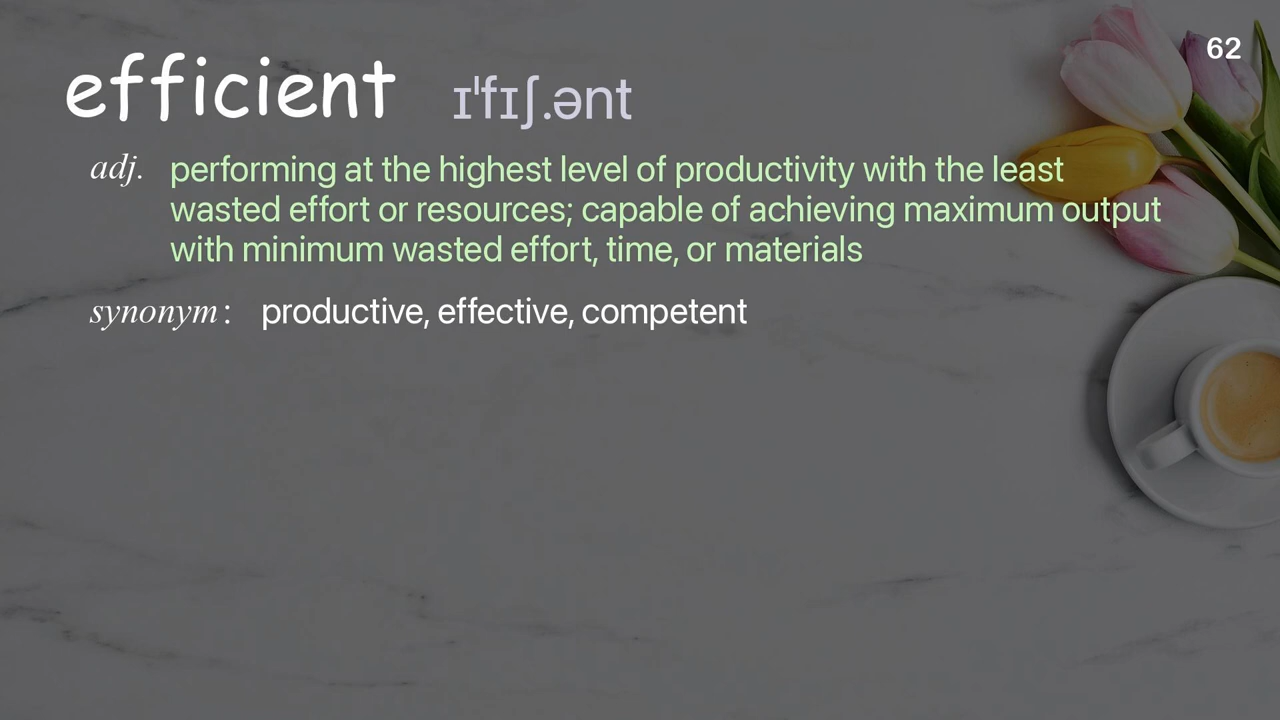 62
efficient ɪˈfɪʃ.ənt
adj. performing at the highest level of productivity with the least
wasted effort or resources; capable of achieving maximum output
with minimum wasted effort, time, or materials
synonym: productive, effective, competent